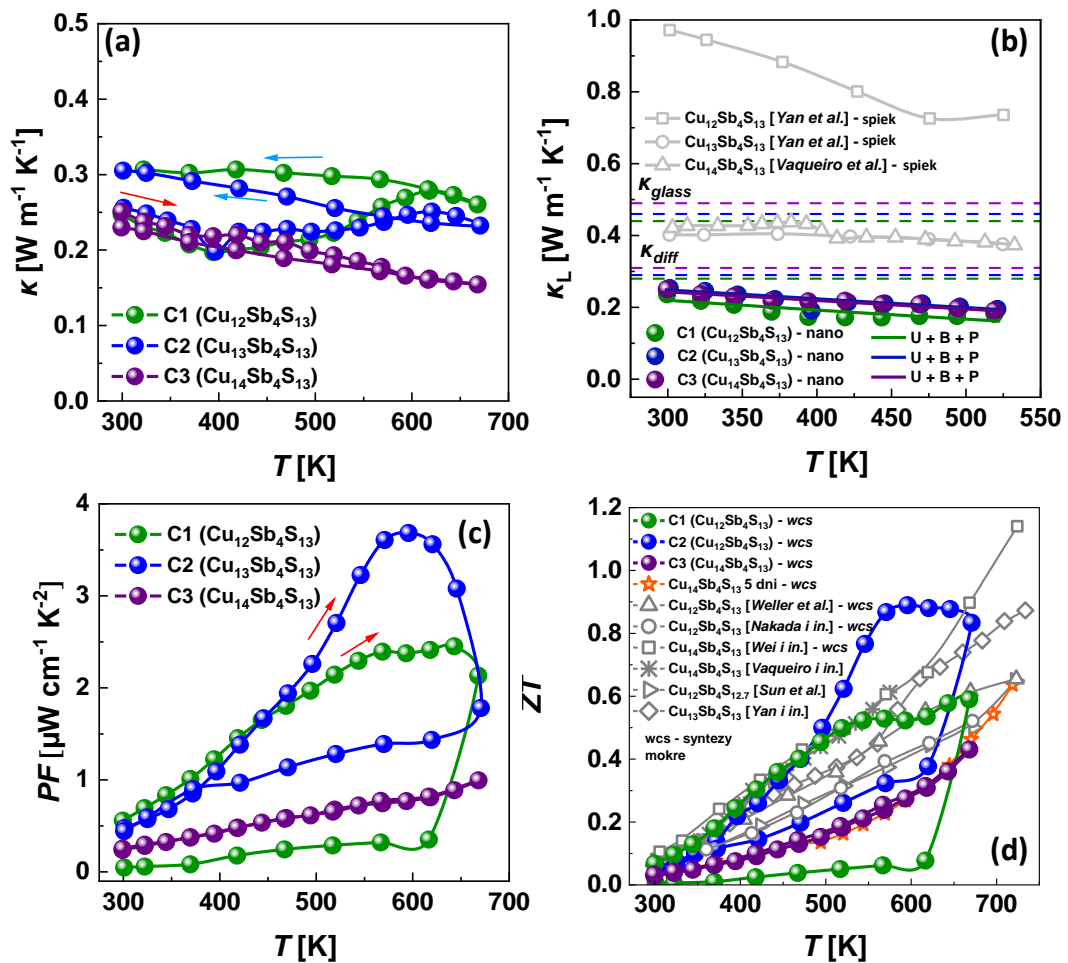 (a)
0.5
0.4
0.3
0.2
0.1
0.0
κ [W m⁻¹ K⁻¹]
C1 (Cu₁₂Sb₄S₁₃)
C2 (Cu₁₃Sb₄S₁₃)
C3 (Cu₁₄Sb₄S₁₃)
300 400 500 600 700
T [K]
(b)
1.0
0.8
0.6
0.4
0.2
0.0
κL [W m⁻¹ K⁻¹]
Cu₁₂Sb₄S₁₃ [Yan et al.] - spiek
Cu₁₃Sb₄S₁₃ [Yan et al.] - spiek
Cu₁₄Sb₄S₁₃ [Vaqueiro et al.] - spiek
κglass
κdiff
C1 (Cu₁₂Sb₄S₁₃) - nano U + B + P
C2 (Cu₁₃Sb₄S₁₃) - nano U + B + P
C3 (Cu₁₄Sb₄S₁₃) - nano U + B + P
300 350 400 450 500 550
T [K]
(c)
4
3
2
1
0
PF [µW cm⁻¹ K⁻²]
C1 (Cu₁₂Sb₄S₁₃)
C2 (Cu₁₃Sb₄S₁₃)
C3 (Cu₁₄Sb₄S₁₃)
300 400 500 600 700
T [K]
(d)
1.2
1.0
0.8
0.6
0.4
0.2
0.0
ZT
C1 (Cu₁₂Sb₄S₁₃) - wcs
C2 (Cu₁₂Sb₄S₁₃) - wcs
C3 (Cu₁₄Sb₄S₁₃) - wcs
Cu₁₄Sb₄S₁₃ 5 dni - wcs
Cu₁₂Sb₄S₁₃ [Weller et al.] - wcs
Cu₁₂Sb₄S₁₃ [Nakada i in.] - wcs
Cu₁₄Sb₄S₁₃ [Wei i in.] - wcs
Cu₁₄Sb₄S₁₃ [Vaqueiro i in.]
Cu₁₂Sb₄S₁₂.₇ [Sun et al.]
Cu₁₃Sb₄S₁₃ [Yan i in.]
wcs - syntezy
mokre
300 400 500 600 700
T [K]